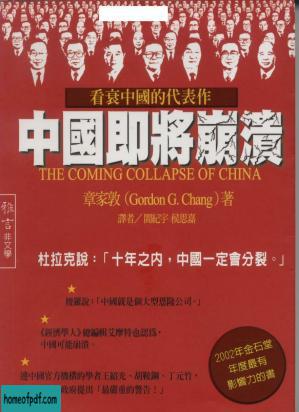 看衰中國的代表作
中國即將崩潰
THE COMING COLLAPSE OF CHINA
章家敦(Gordon G. Chang)著
譯者/閻紀宇 侯思嘉
雅言
非文學
杜拉克說:「十年之內,中國一定會分裂。」
說:「中國就是個大型恩隆公司。」
《經濟學人》總編輯艾摩特也認為,
中國可能崩潰。
連中國官方機構的學者王紹光、胡鞍鋼、丁元竹,
政府提出「最嚴重的警告!」
2002年金石堂
年度最有
影響力的書
homeofpdf.com